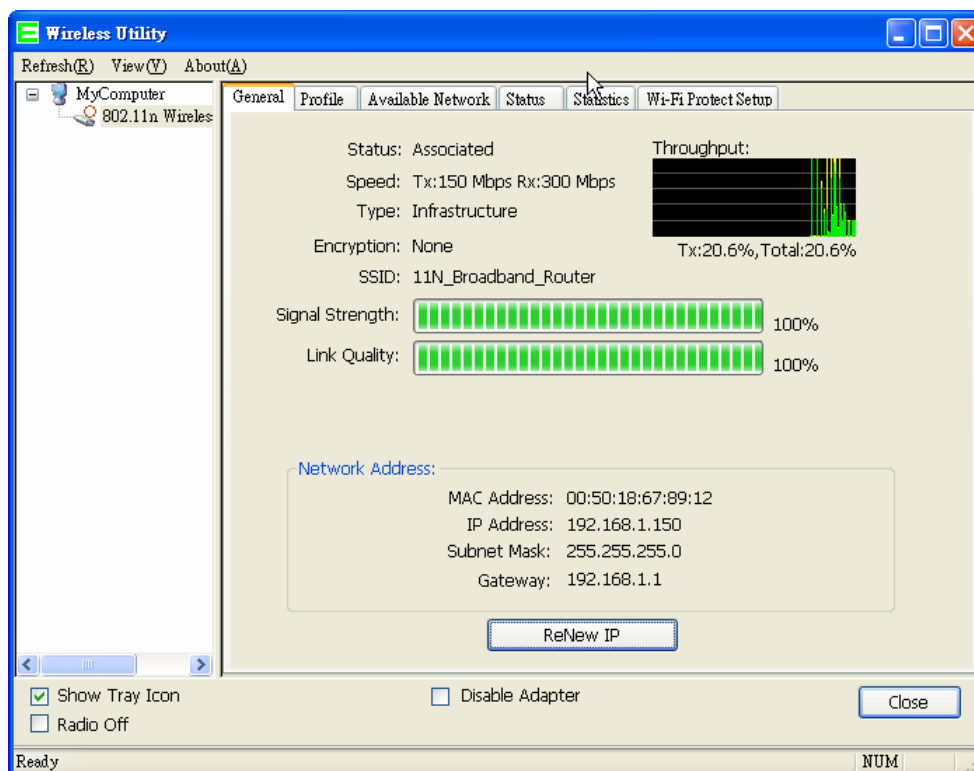 Wireless Utility
Refresh(R) View(V) About(A)
MyComputer
802.11n Wireles
General Profile Available Network Status Statistics Wi-Fi Protect Setup
Status: Associated
Speed: Tx:150 Mbps Rx:300 Mbps
Type: Infrastructure
Encryption: None
SSID: 11N_Broadband_Router
Throughput:
Tx:20.6%,Total:20.6%
Signal Strength: 100%
Link Quality: 100%
Network Address:
MAC Address: 00:50:18:67:89:12
IP Address: 192.168.1.150
Subnet Mask: 255.255.255.0
Gateway: 192.168.1.1
ReNew IP
Show Tray Icon
Radio Off
Disable Adapter
Close
Ready
NUM